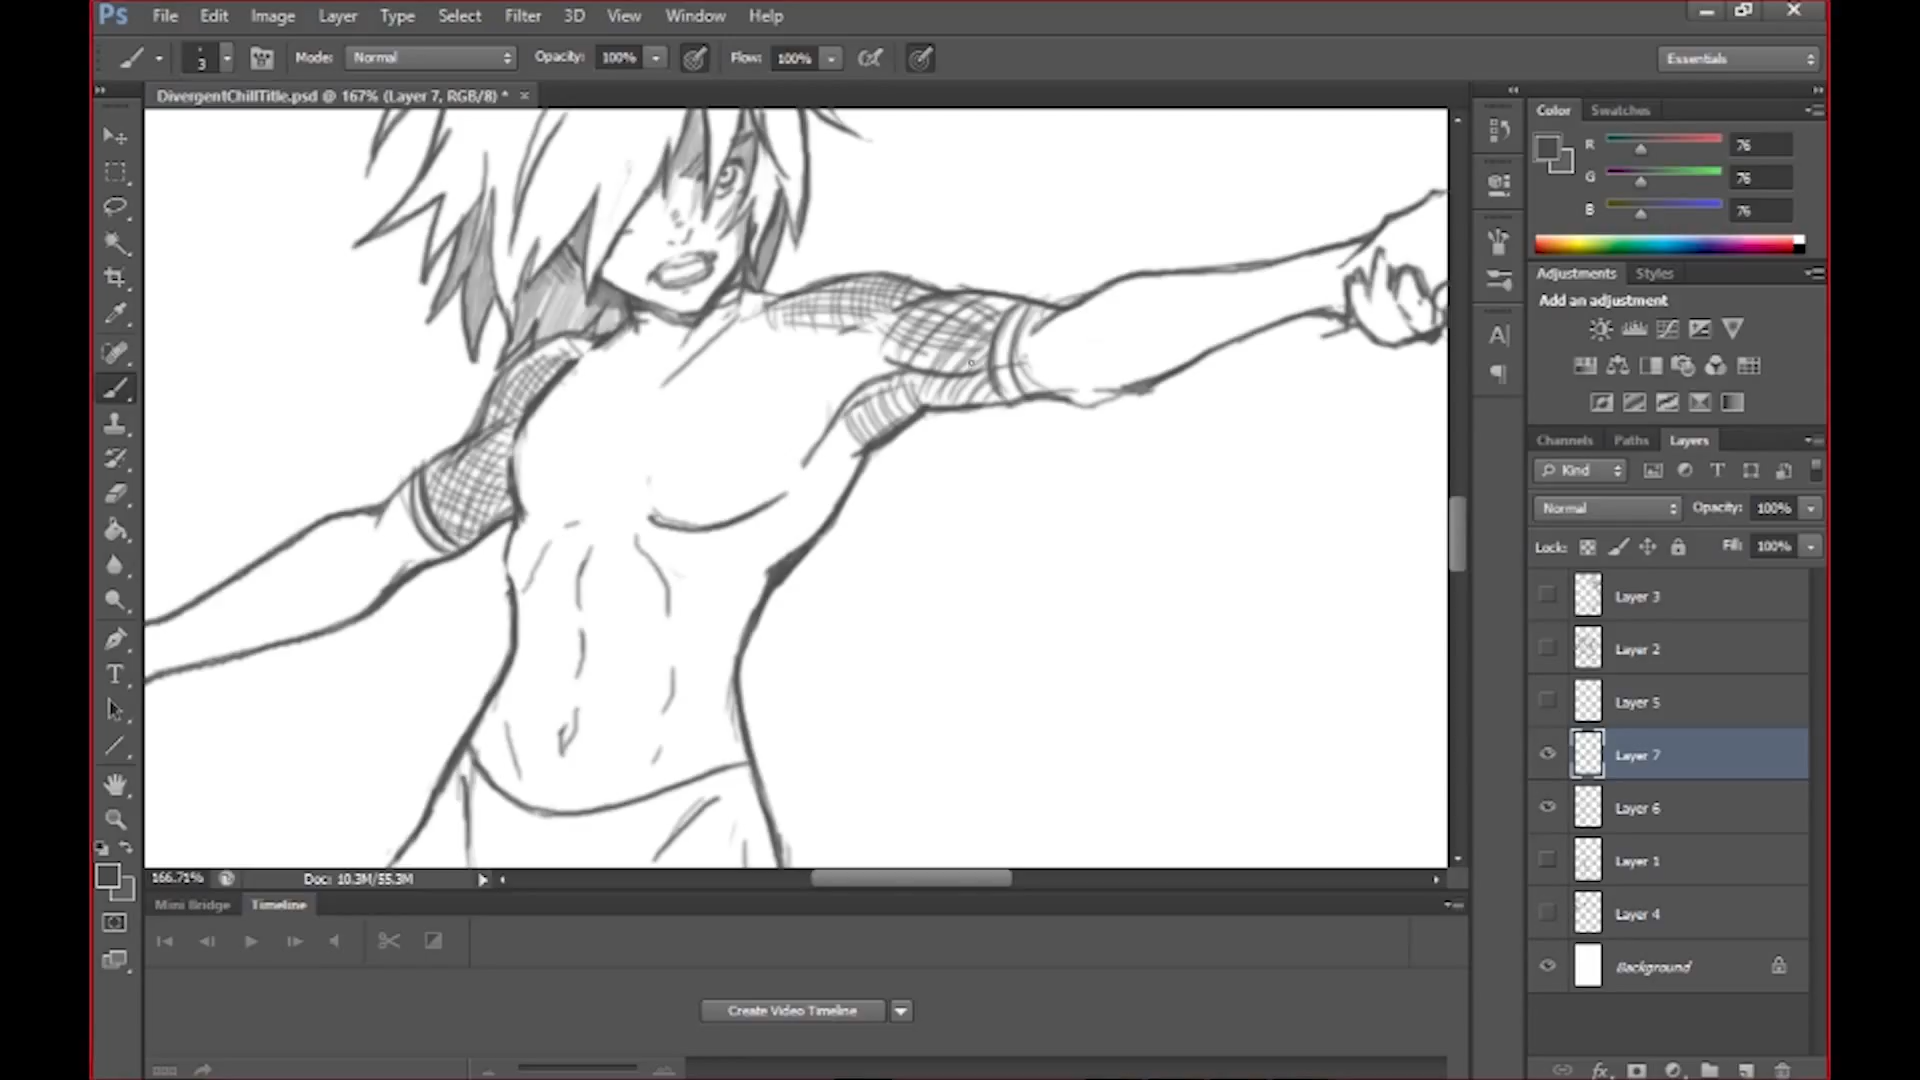 Ps File Edit Image Layer Type Select Filter 3D View Window Help
3 Mode: Normal Opacity: 100% Flow: 100% Essentials
DivergentChillTitle.psd @ 167% (Layer 7, RGB/8) *
Color Swatches
R 76
G 76
B 76
Adjustments Styles
Add an adjustment
Channels Paths Layers
Kind
Normal Opacity: 100%
Lock: Fill: 100%
Layer 3
Layer 2
Layer 5
Layer 7
Layer 6
Layer 1
Layer 4
Background
166.71% Doc: 10.3M/55.3M
Mini Bridge Timeline
Create Video Timeline